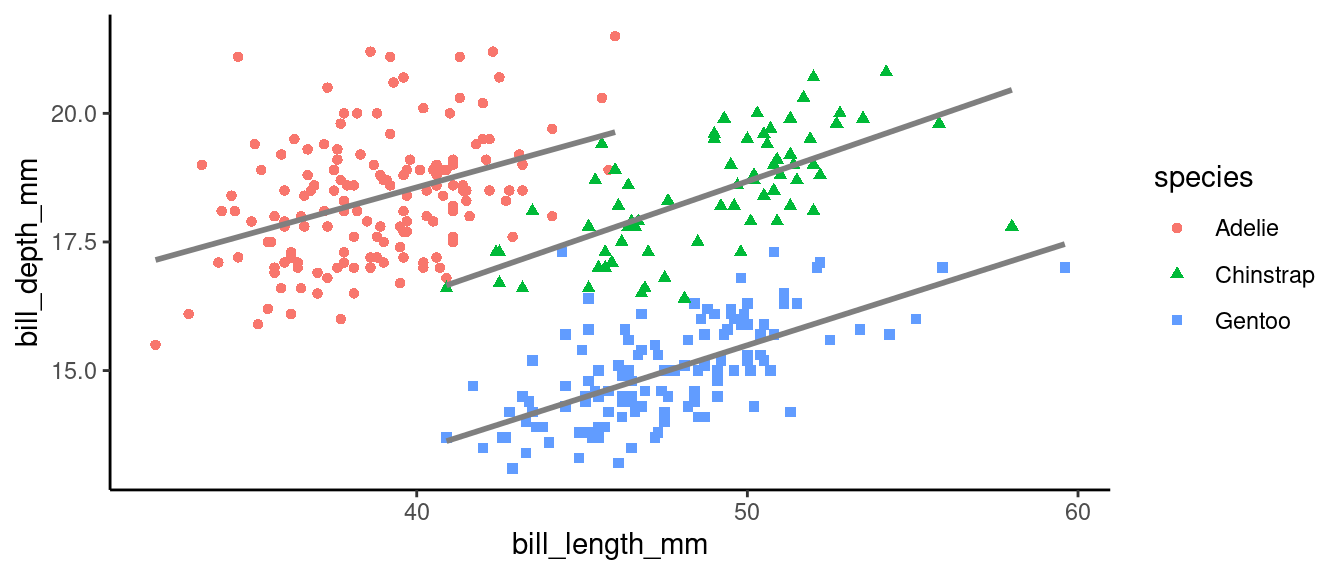 bill_depth_mm
20.0
17.5
15.0
40
50
60
bill_length_mm
species
Adelie
Chinstrap
Gentoo